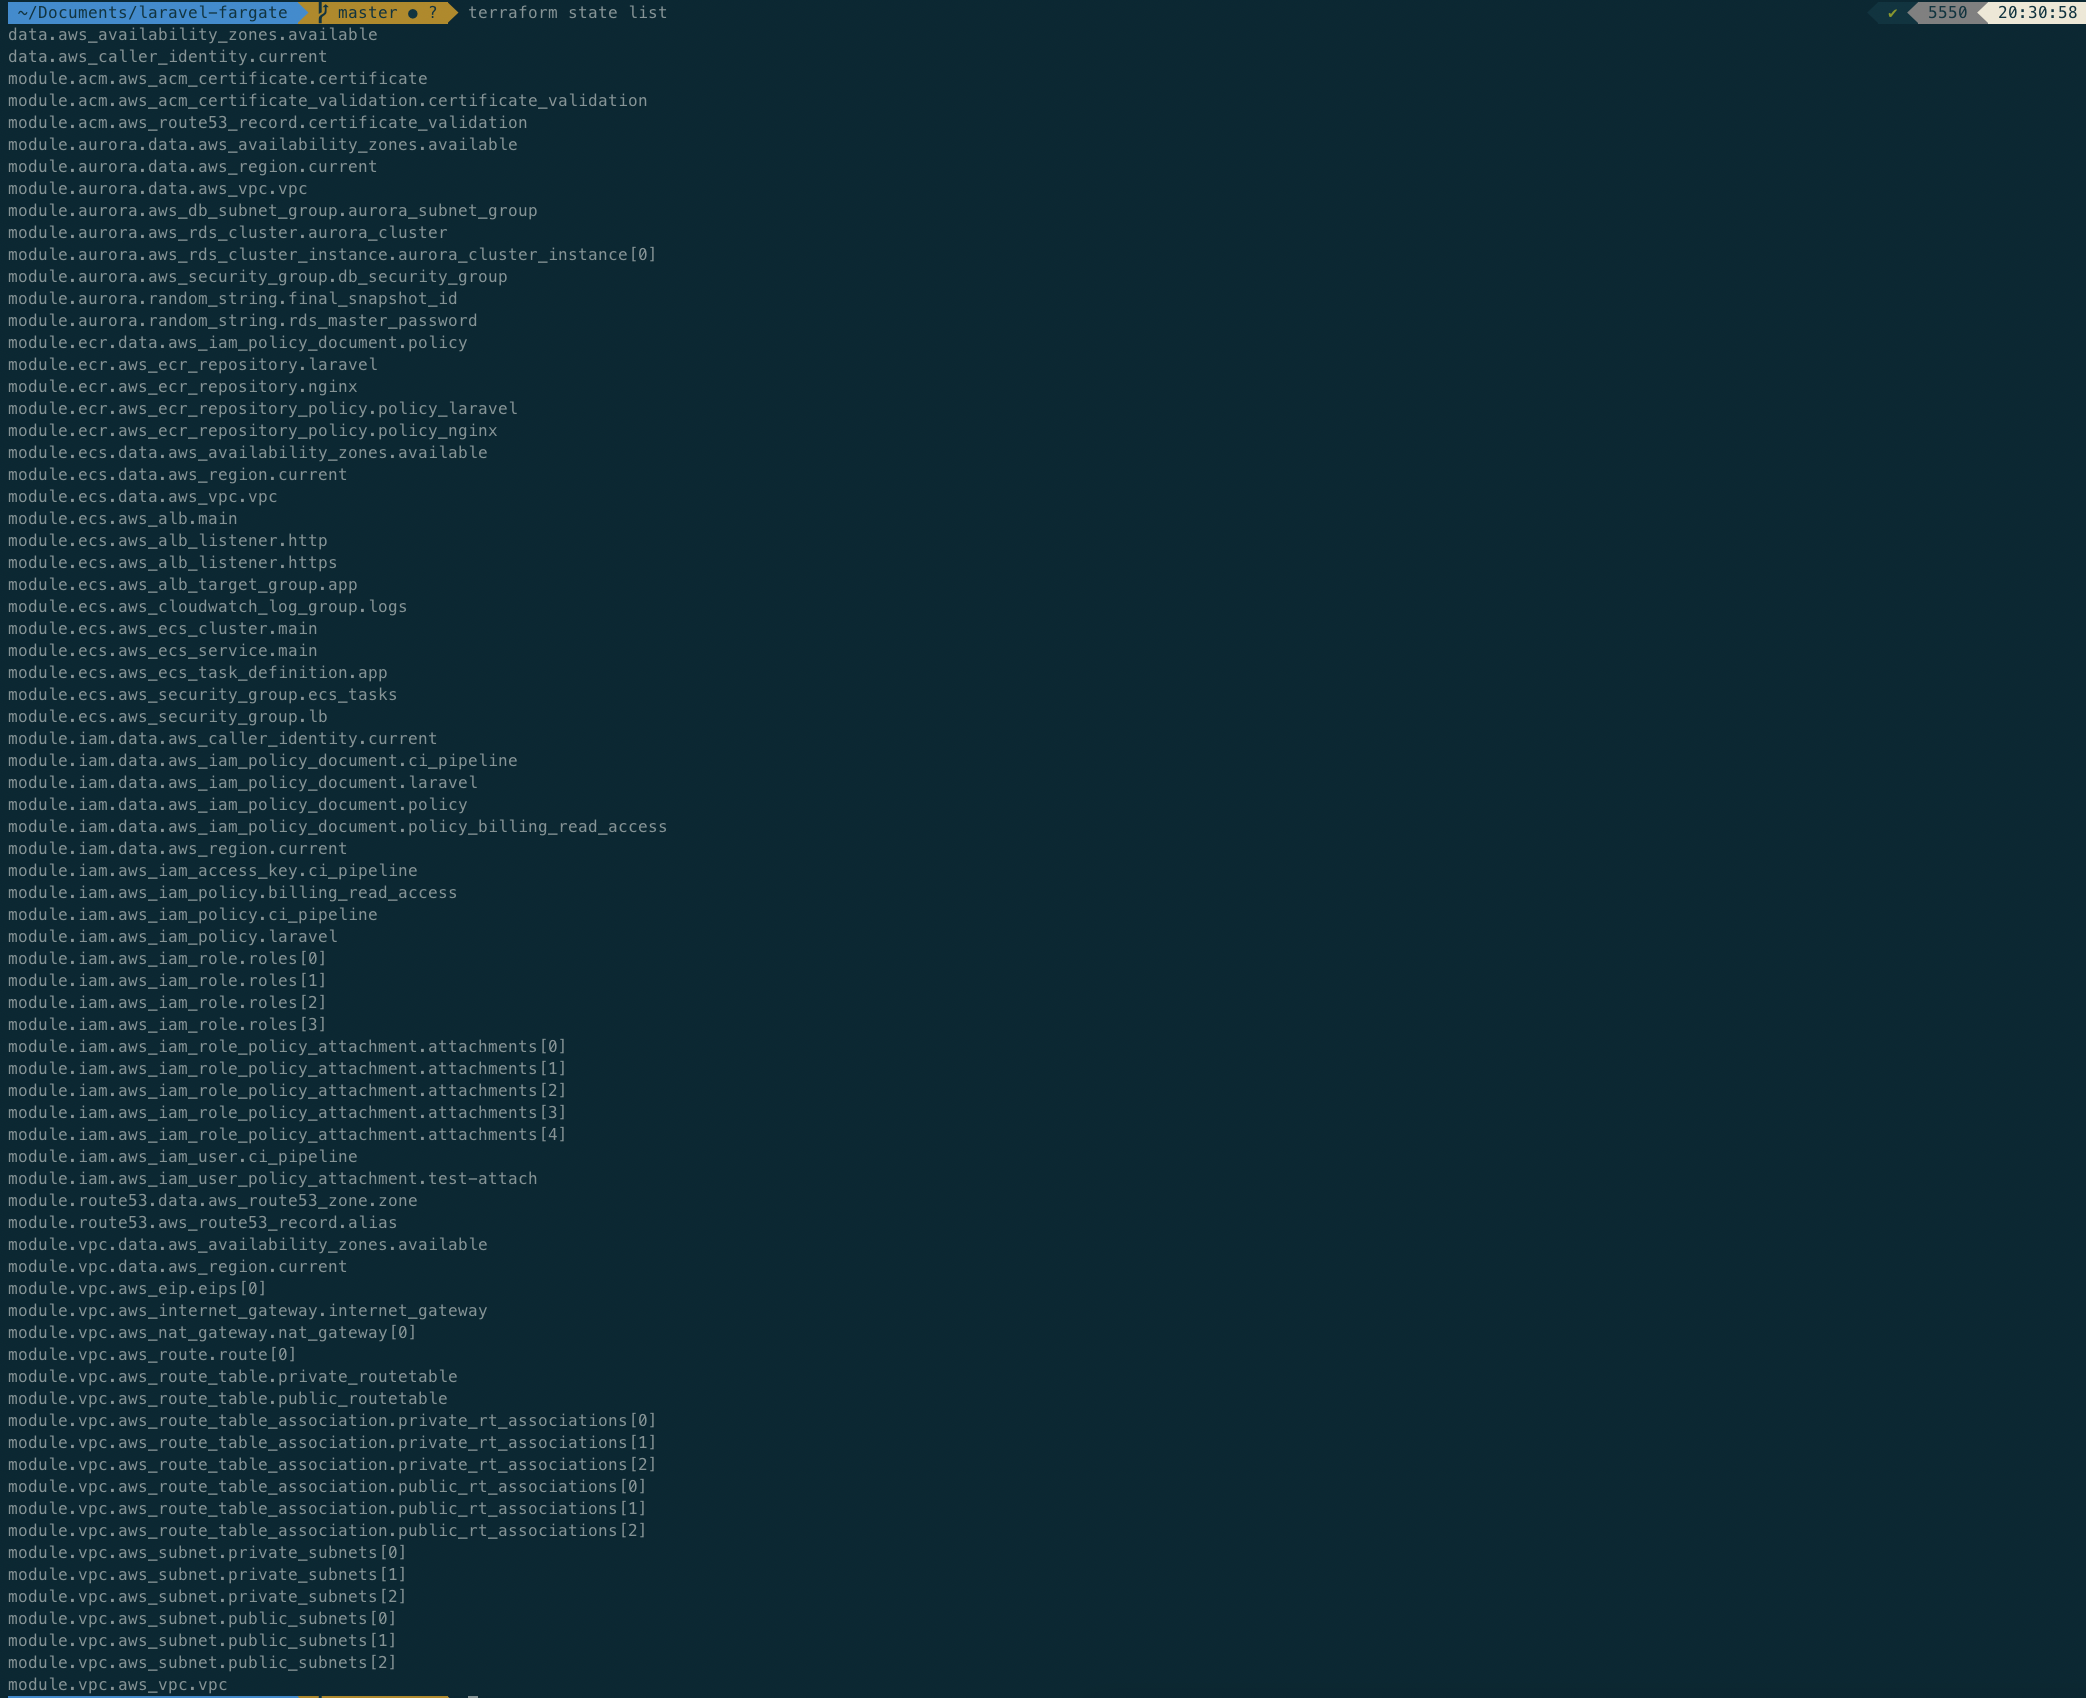 ~/Documents/laravel-fargate master ● ? terraform state list ✔ 5550 20:30:58
data.aws_availability_zones.available
data.aws_caller_identity.current
module.acm.aws_acm_certificate.certificate
module.acm.aws_acm_certificate_validation.certificate_validation
module.acm.aws_route53_record.certificate_validation
module.aurora.data.aws_availability_zones.available
module.aurora.data.aws_region.current
module.aurora.data.aws_vpc.vpc
module.aurora.aws_db_subnet_group.aurora_subnet_group
module.aurora.aws_rds_cluster.aurora_cluster
module.aurora.aws_rds_cluster_instance.aurora_cluster_instance[0]
module.aurora.aws_security_group.db_security_group
module.aurora.random_string.final_snapshot_id
module.aurora.random_string.rds_master_password
module.ecr.data.aws_iam_policy_document.policy
module.ecr.aws_ecr_repository.laravel
module.ecr.aws_ecr_repository.nginx
module.ecr.aws_ecr_repository_policy.policy_laravel
module.ecr.aws_ecr_repository_policy.policy_nginx
module.ecs.data.aws_availability_zones.available
module.ecs.data.aws_region.current
module.ecs.data.aws_vpc.vpc
module.ecs.aws_alb.main
module.ecs.aws_alb_listener.http
module.ecs.aws_alb_listener.https
module.ecs.aws_alb_target_group.app
module.ecs.aws_cloudwatch_log_group.logs
module.ecs.aws_ecs_cluster.main
module.ecs.aws_ecs_service.main
module.ecs.aws_ecs_task_definition.app
module.ecs.aws_security_group.ecs_tasks
module.ecs.aws_security_group.lb
module.iam.data.aws_caller_identity.current
module.iam.data.aws_iam_policy_document.ci_pipeline
module.iam.data.aws_iam_policy_document.laravel
module.iam.data.aws_iam_policy_document.policy
module.iam.data.aws_iam_policy_document.policy_billing_read_access
module.iam.data.aws_region.current
module.iam.aws_iam_access_key.ci_pipeline
module.iam.aws_iam_policy.billing_read_access
module.iam.aws_iam_policy.ci_pipeline
module.iam.aws_iam_policy.laravel
module.iam.aws_iam_role.roles[0]
module.iam.aws_iam_role.roles[1]
module.iam.aws_iam_role.roles[2]
module.iam.aws_iam_role.roles[3]
module.iam.aws_iam_role_policy_attachment.attachments[0]
module.iam.aws_iam_role_policy_attachment.attachments[1]
module.iam.aws_iam_role_policy_attachment.attachments[2]
module.iam.aws_iam_role_policy_attachment.attachments[3]
module.iam.aws_iam_role_policy_attachment.attachments[4]
module.iam.aws_iam_user.ci_pipeline
module.iam.aws_iam_user_policy_attachment.test-attach
module.route53.data.aws_route53_zone.zone
module.route53.aws_route53_record.alias
module.vpc.data.aws_availability_zones.available
module.vpc.data.aws_region.current
module.vpc.aws_eip.eips[0]
module.vpc.aws_internet_gateway.internet_gateway
module.vpc.aws_nat_gateway.nat_gateway[0]
module.vpc.aws_route.route[0]
module.vpc.aws_route_table.private_routetable
module.vpc.aws_route_table.public_routetable
module.vpc.aws_route_table_association.private_rt_associations[0]
module.vpc.aws_route_table_association.private_rt_associations[1]
module.vpc.aws_route_table_association.private_rt_associations[2]
module.vpc.aws_route_table_association.public_rt_associations[0]
module.vpc.aws_route_table_association.public_rt_associations[1]
module.vpc.aws_route_table_association.public_rt_associations[2]
module.vpc.aws_subnet.private_subnets[0]
module.vpc.aws_subnet.private_subnets[1]
module.vpc.aws_subnet.private_subnets[2]
module.vpc.aws_subnet.public_subnets[0]
module.vpc.aws_subnet.public_subnets[1]
module.vpc.aws_subnet.public_subnets[2]
module.vpc.aws_vpc.vpc